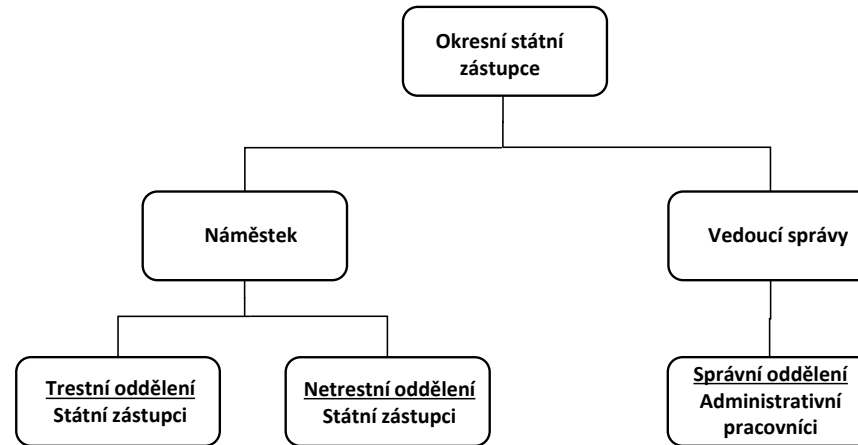 Okresní státní
zástupce
Náměstek
Vedoucí správy
Trestní oddělení
Státní zástupci
Netrestní oddělení
Státní zástupci
Správní oddělení
Administrativní
pracovníci